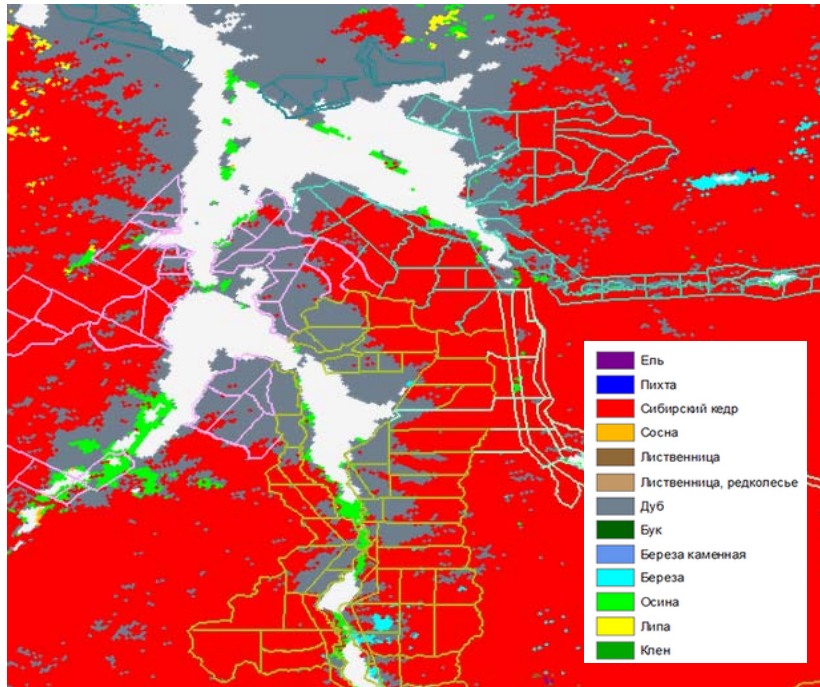 Ель
Пихта
Сибирский кедр
Сосна
Лиственница
Лиственница, редколесье
Дуб
Бук
Береза каменная
Береза
Осина
Липа
Клен